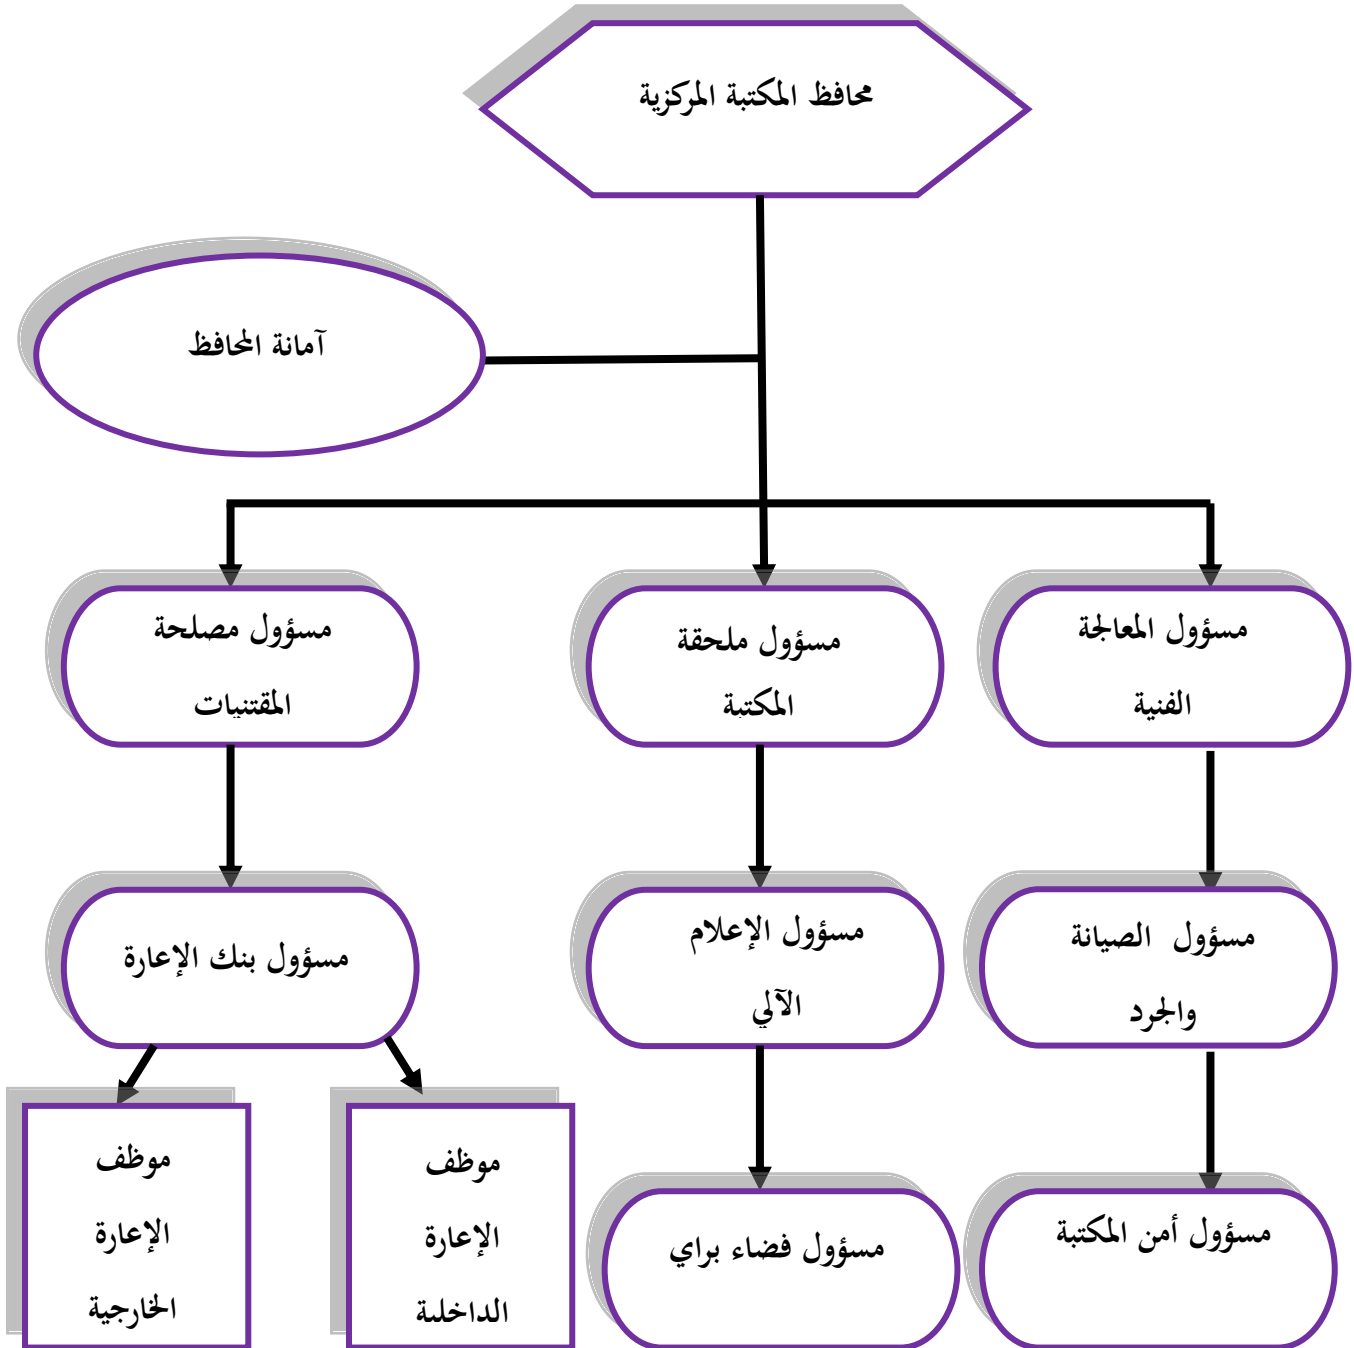 محافظ المكتبة المركزية
آمانة المحافظ
مسؤول المعالجة
الفنية
مسؤول ملحقة
المكتبة
مسؤول مصلحة
المقتنيات
مسؤول الصيانة
والجرد
مسؤول الإعلام
الآلي
مسؤول بنك الإعارة
مسؤول أمن المكتبة
مسؤول فضاء براي
موظف
الإعارة
الداخلية
موظف
الإعارة
الخارجية